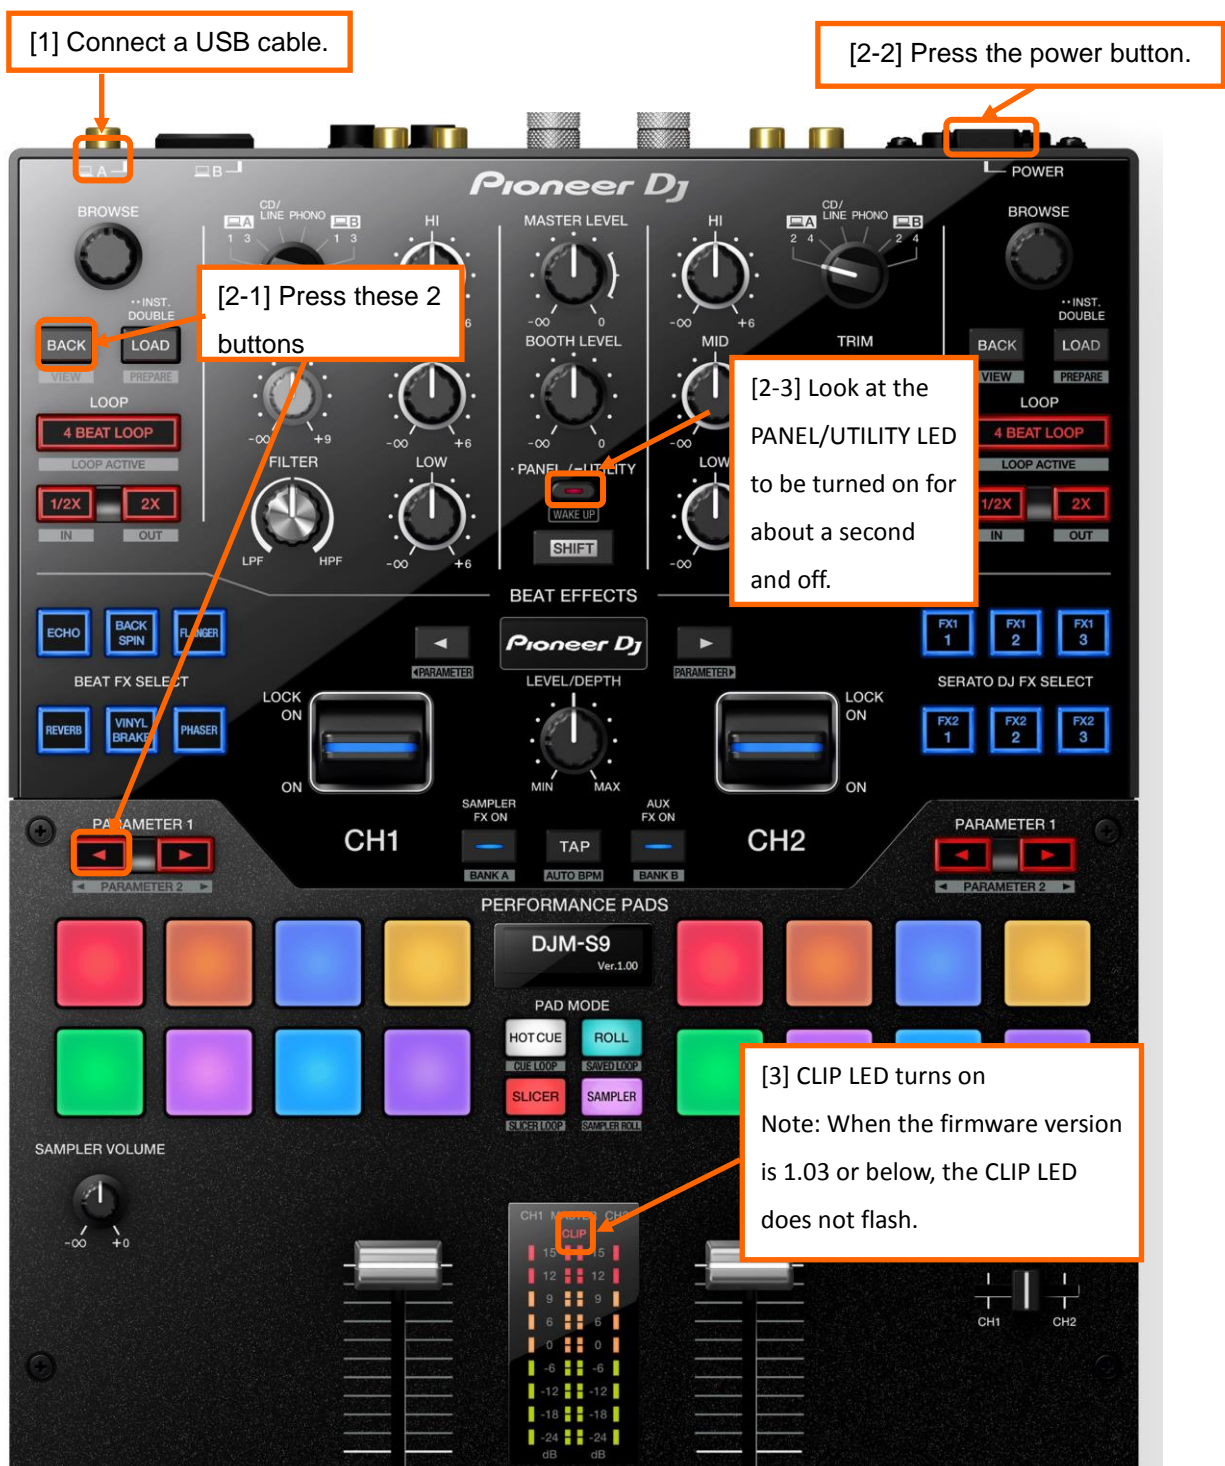 [1] Connect a USB cable.
[2-2] Press the power button.
A
B
POWER
Pioneer Dj
BROWSE
CD/
LINE PHONO
A
B
1 3
1 3
HI
MASTER LEVEL
HI
CD/
LINE PHONO
A
B
2 4
2 4
BROWSE
[2-1] Press these 2
buttons
INST.
DOUBLE
BACK
LOAD
VIEW
PREPARE
6
-∞ 0
-∞ +6
BOOTH LEVEL
MID
TRIM
INST.
DOUBLE
BACK
LOAD
VIEW
PREPARE
[2-3] Look at the
PANEL/UTILITY LED
to be turned on for
about a second
and off.
LOOP
4 BEAT LOOP
LOOP ACTIVE
-∞ +9
-∞ +6
-∞ 0
-∞
LOOP
4 BEAT LOOP
LOOP ACTIVE
FILTER
LOW
PANEL / UTILITY
LOW
1/2X
2X
IN
OUT
WAKE UP
SHIFT
1/2X
2X
IN
OUT
LPF HPF
-∞ +6
-∞
BEAT EFFECTS
ECHO
BACK
SPIN
FLANGER
Pioneer Dj
FX1
1
FX1
2
FX1
3
PARAMETER
PARAMETER
BEAT FX SELECT
LEVEL/DEPTH
SERATO DJ FX SELECT
LOCK
ON
LOCK
ON
REVERB
VINYL
BRAKE
PHASER
FX2
1
FX2
2
FX2
3
ON
MIN MAX
ON
SAMPLER
FX ON
AUX
FX ON
PARAMETER 1
CH1
TAP
CH2
PARAMETER 1
BANK A
AUTO BPM
BANK B
PARAMETER 2
PARAMETER 2
PERFORMANCE PADS
DJM-S9
Ver.1.00
PAD MODE
HOT CUE
ROLL
CUE LOOP
SAVED LOOP
SLICER
SAMPLER
SLICER LOOP
SAMPLER ROLL
[3] CLIP LED turns on
Note: When the firmware version
is 1.03 or below, the CLIP LED
does not flash.
SAMPLER VOLUME
-∞ +0
CH1 MASTER CH2
CLIP
15 15
12 12
9 9
6 6
0 0
-6 -6
-12 -12
-18 -18
-24 -24
dB dB
CH1 CH2